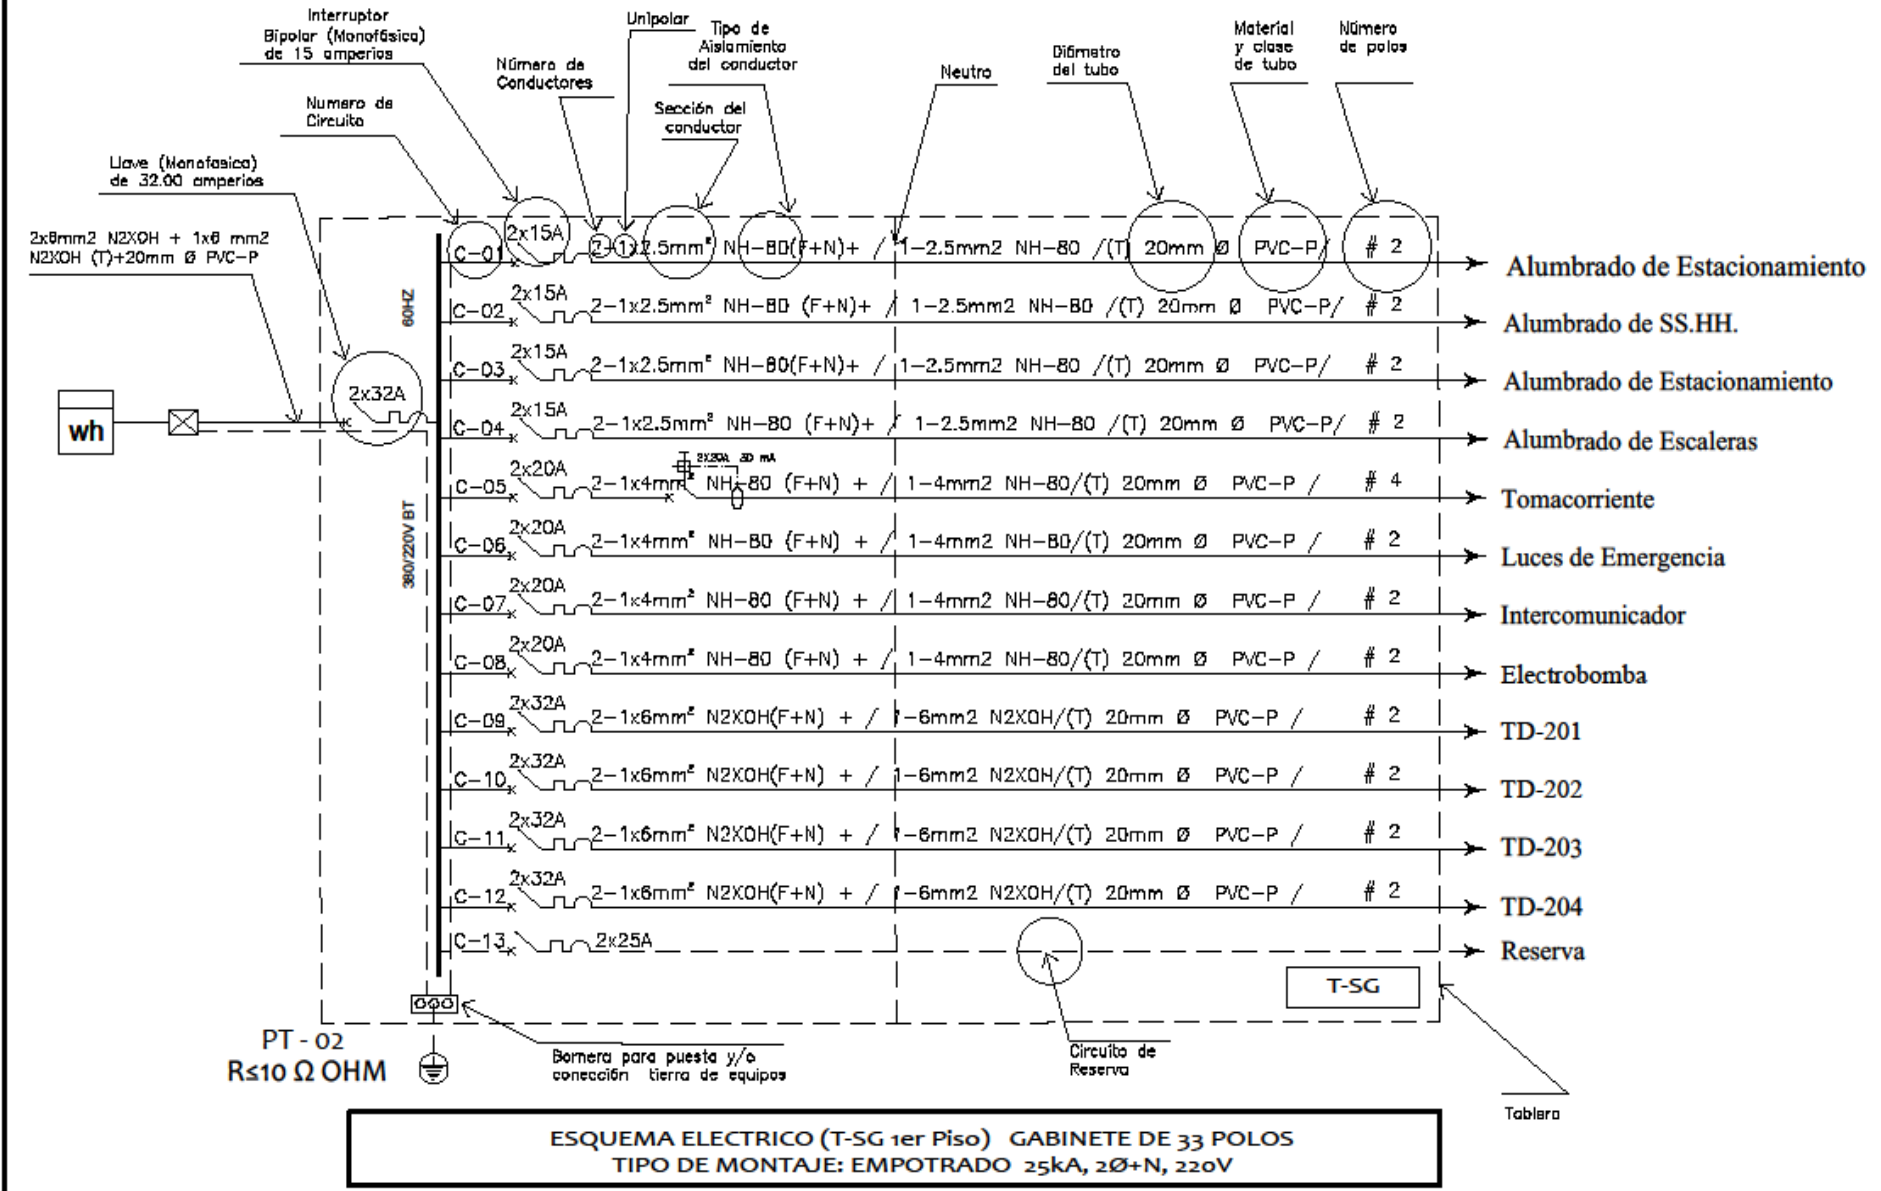 Interruptor
Bipolar (Monofásica)
de 15 amperios
Unipolar
Tipo de
Aislamiento
del conductor
Número de
Conductores
Sección del
conductor
Neutro
Diámetro
del tubo
Material
y clase
de tubo
Número
de polos
Numero de
Circuito
Llave (Monofasica)
de 32.00 amperios
2x6mm2 N2XOH + 1x6 mm2
N2XOH (T)+20mm Ø PVC-P
C-01 2x15A 2-1x2.5mm² NH-80(F+N)+ / 1-2.5mm2 NH-80 /(T) 20mm Ø PVC-P/ # 2 Alumbrado de Estacionamiento
C-02 2x15A 2-1x2.5mm² NH-80 (F+N)+ / 1-2.5mm2 NH-80 /(T) 20mm Ø PVC-P/ # 2 Alumbrado de SS.HH.
C-03 2x15A 2-1x2.5mm² NH-80(F+N)+ / 1-2.5mm2 NH-80 /(T) 20mm Ø PVC-P/ # 2 Alumbrado de Estacionamiento
C-04 2x15A 2-1x2.5mm² NH-80 (F+N)+ / 1-2.5mm2 NH-80 /(T) 20mm Ø PVC-P/ # 2 Alumbrado de Escaleras
2X20A 30 mA
C-05 2x20A 2-1x4mm² NH-80 (F+N) + / 1-4mm2 NH-80/(T) 20mm Ø PVC-P / # 4 Tomacorriente
C-06 2x20A 2-1x4mm² NH-80 (F+N) + / 1-4mm2 NH-80/(T) 20mm Ø PVC-P / # 2 Luces de Emergencia
C-07 2x20A 2-1x4mm² NH-80 (F+N) + / 1-4mm2 NH-80/(T) 20mm Ø PVC-P / # 2 Intercomunicador
C-08 2x20A 2-1x4mm² NH-80 (F+N) + / 1-4mm2 NH-80/(T) 20mm Ø PVC-P / # 2 Electrobomba
C-09 2x32A 2-1x6mm² N2XOH(F+N) + / 1-6mm2 N2XOH/(T) 20mm Ø PVC-P / # 2 TD-201
C-10 2x32A 2-1x6mm² N2XOH(F+N) + / 1-6mm2 N2XOH/(T) 20mm Ø PVC-P / # 2 TD-202
C-11 2x32A 2-1x6mm² N2XOH(F+N) + / 1-6mm2 N2XOH/(T) 20mm Ø PVC-P / # 2 TD-203
C-12 2x32A 2-1x6mm² N2XOH(F+N) + / 1-6mm2 N2XOH/(T) 20mm Ø PVC-P / # 2 TD-204
C-13 2x25A Reserva
60HZ
380/220V BT
2x32A
wh
T-SG
PT - 02
R≤10 Ω OHM
Bornera para puesta y/o
conección tierra de equipos
Circuito de
Reserva
Tablero
ESQUEMA ELECTRICO (T-SG 1er Piso) GABINETE DE 33 POLOS
TIPO DE MONTAJE: EMPOTRADO 25kA, 2Ø+N, 220V